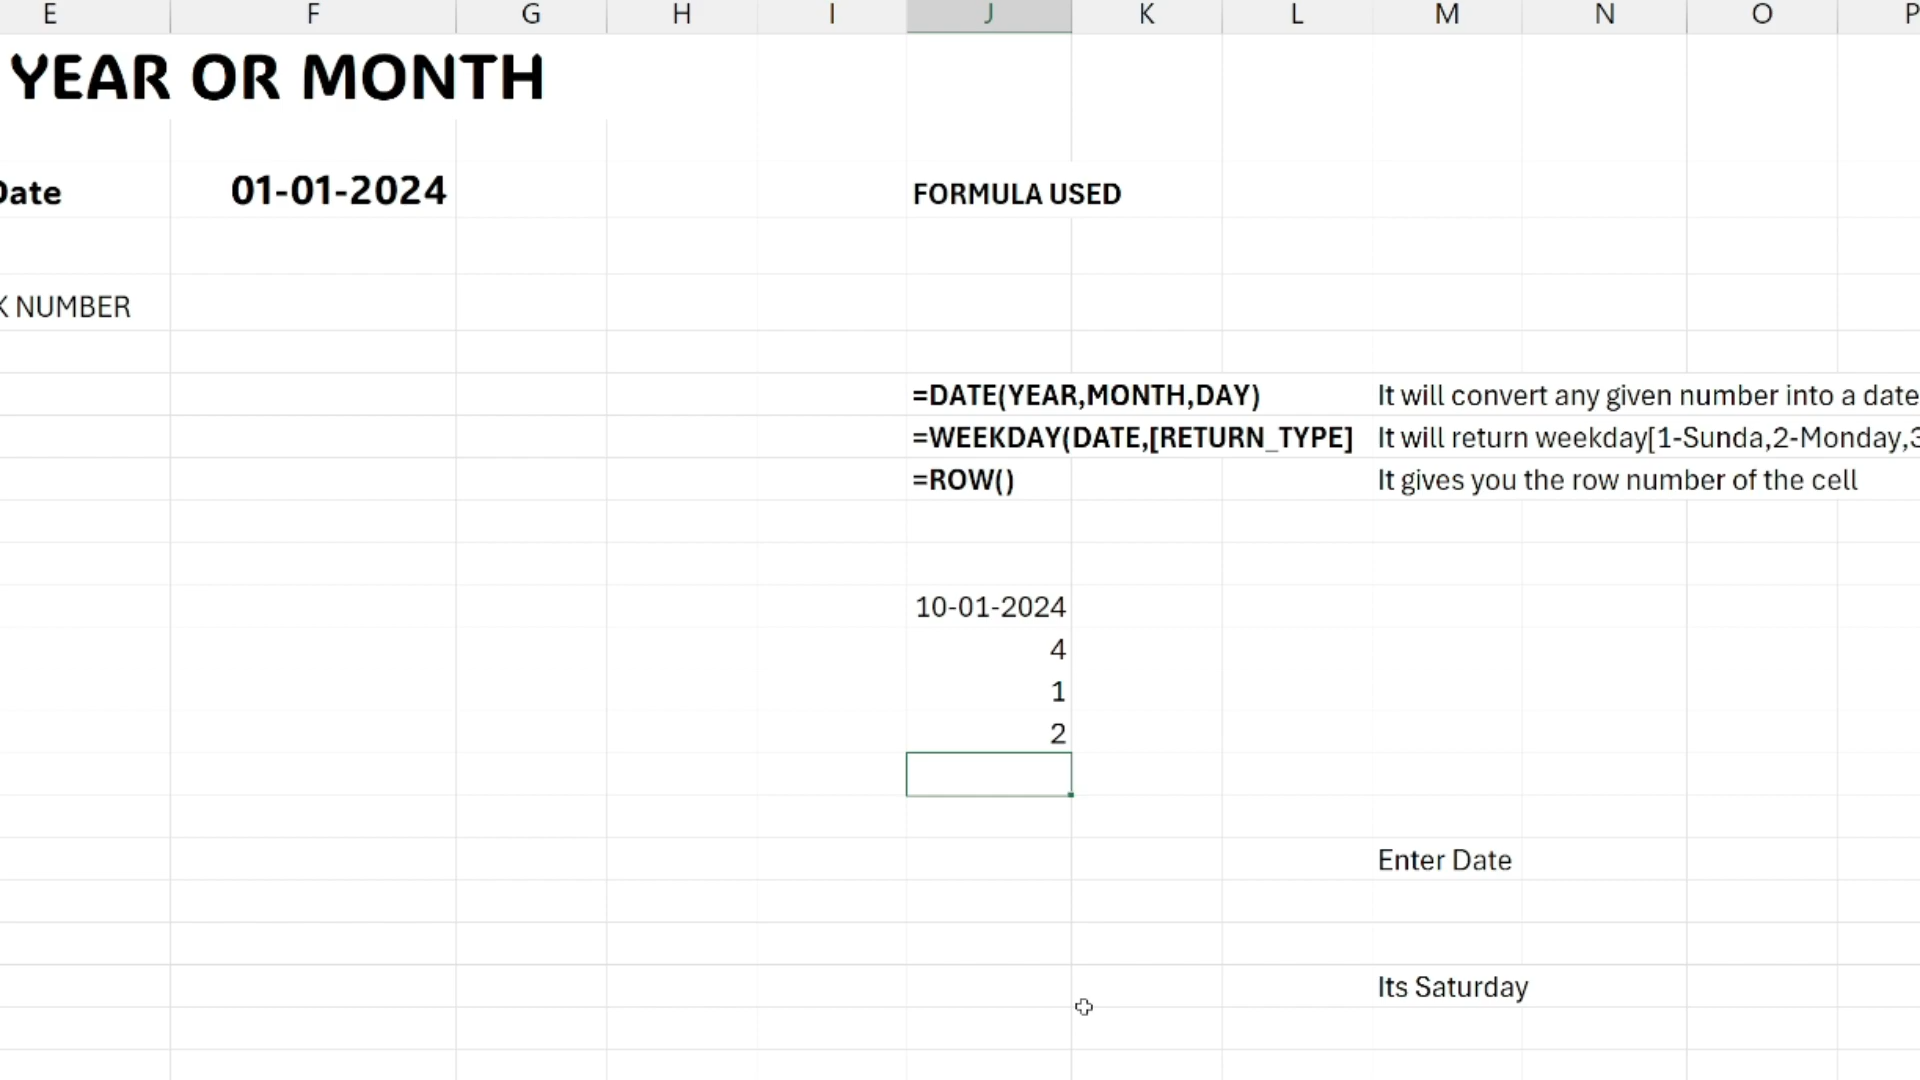 E F G H I J K L M N O P
YEAR OR MONTH
Date 01-01-2024 FORMULA USED
K NUMBER
=DATE(YEAR,MONTH,DAY) It will convert any given number into a date
=WEEKDAY(DATE,[RETURN_TYPE] It will return weekday[1-Sunda,2-Monday,3
=ROW() It gives you the row number of the cell
10-01-2024
4
1
2
Enter Date
Its Saturday